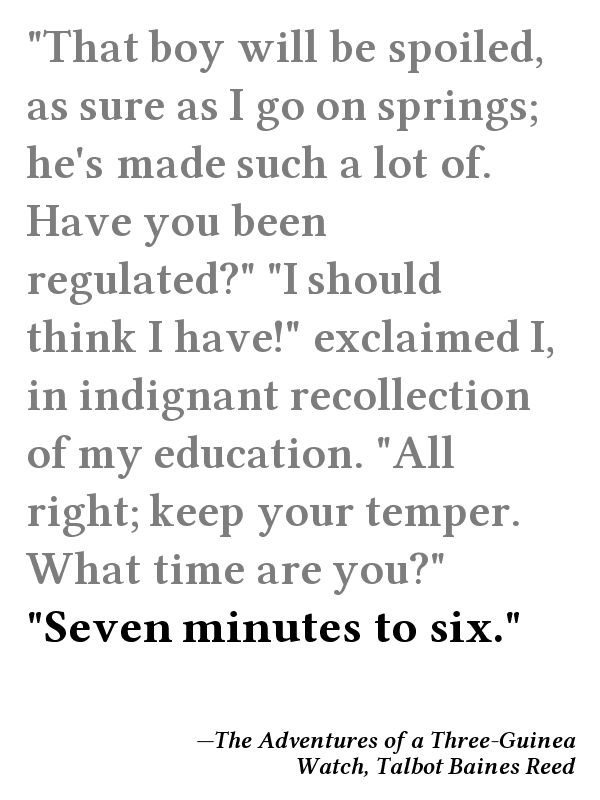 "That boy will be spoiled,
as sure as I go on springs;
he's made such a lot of.
Have you been
regulated?" "I should
think I have!" exclaimed I,
in indignant recollection
of my education. "All
right; keep your temper.
What time are you?"
"Seven minutes to six."
—The Adventures of a Three-Guinea
Watch, Talbot Baines Reed